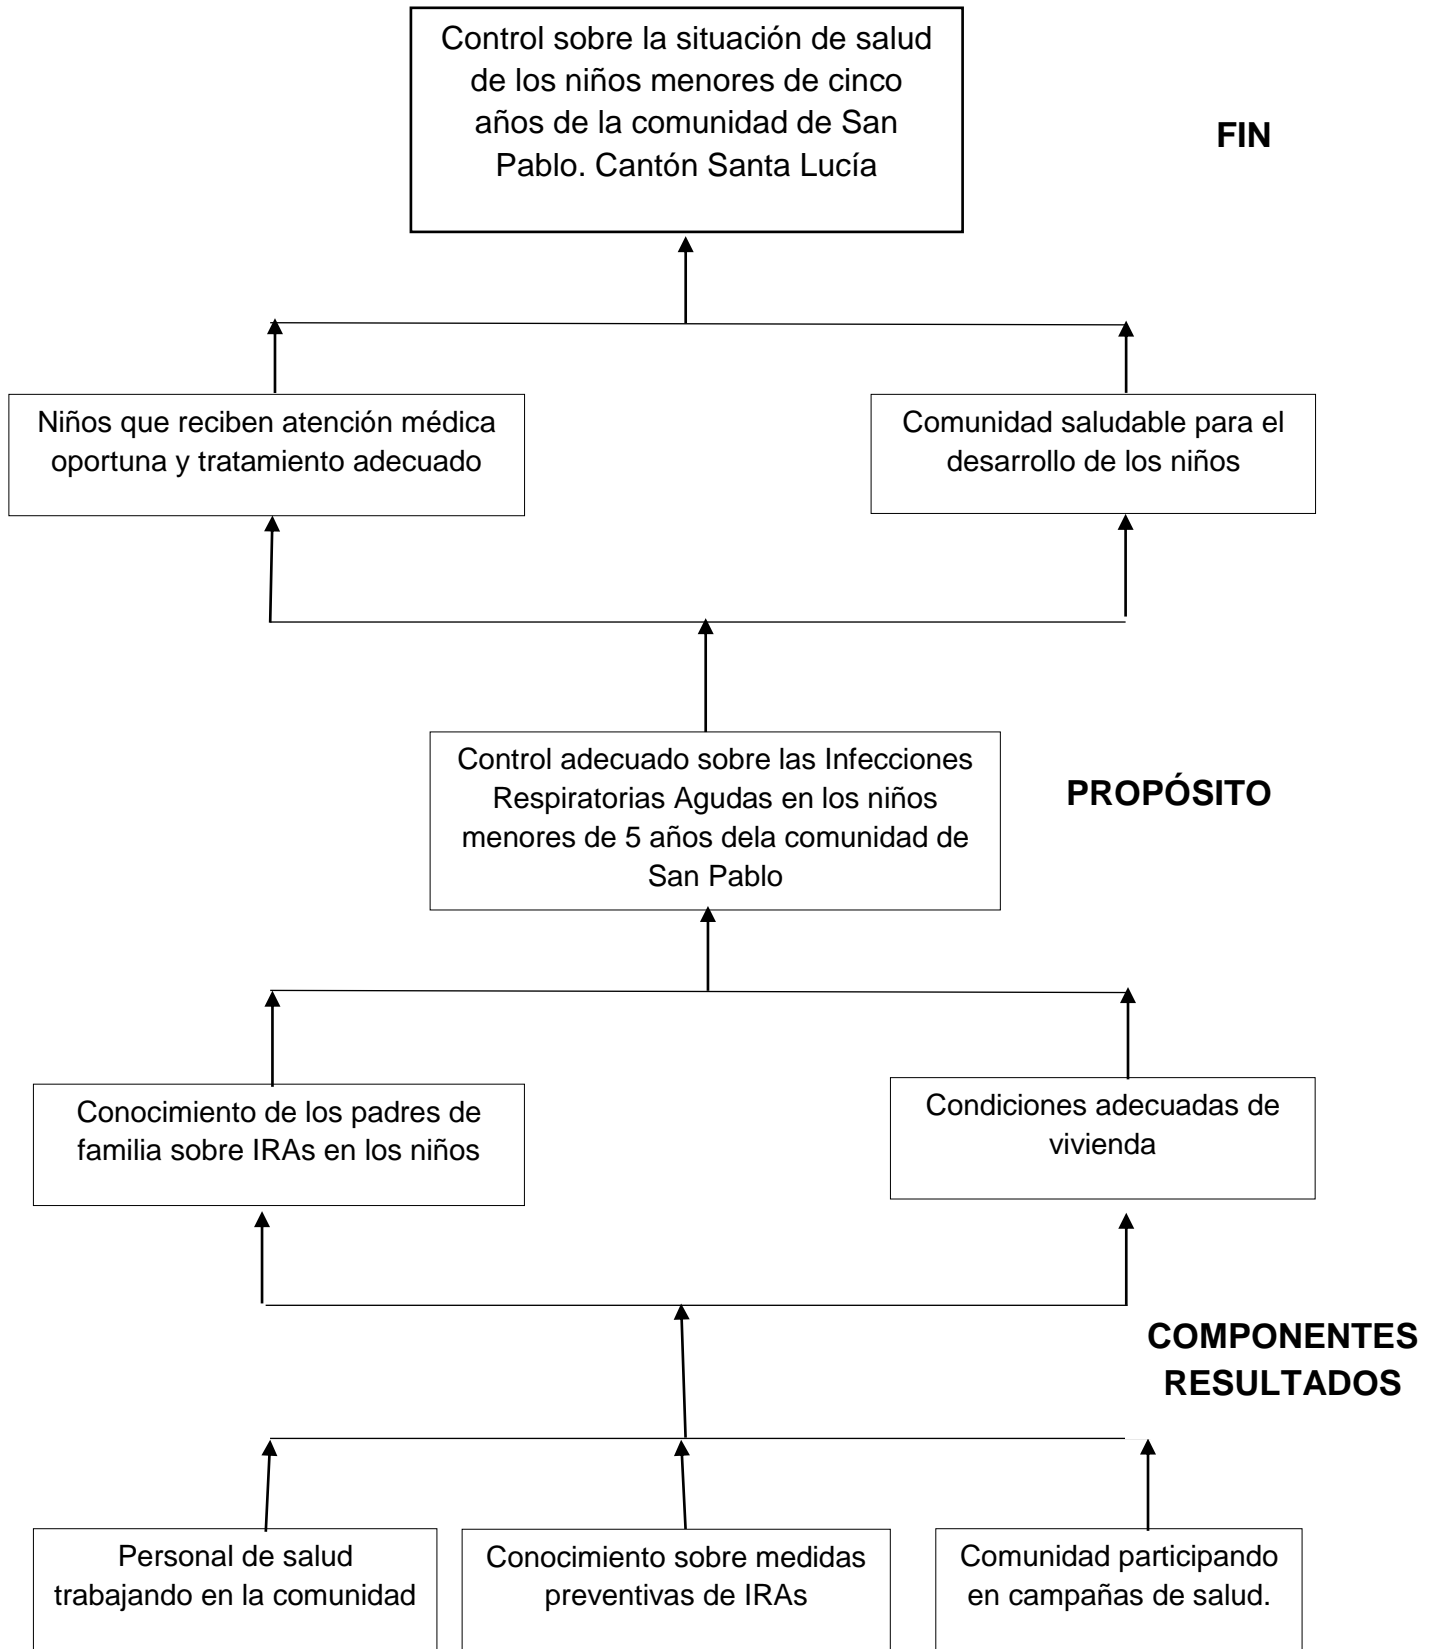 Control sobre la situación de salud
de los niños menores de cinco
años de la comunidad de San
Pablo. Cantón Santa Lucía
FIN
Niños que reciben atención médica
oportuna y tratamiento adecuado
Comunidad saludable para el
desarrollo de los niños
Control adecuado sobre las Infecciones
Respiratorias Agudas en los niños
menores de 5 años dela comunidad de
San Pablo
PROPÓSITO
Conocimiento de los padres de
familia sobre IRAs en los niños
Condiciones adecuadas de
vivienda
COMPONENTES
RESULTADOS
Personal de salud
trabajando en la comunidad
Conocimiento sobre medidas
preventivas de IRAs
Comunidad participando
en campañas de salud.